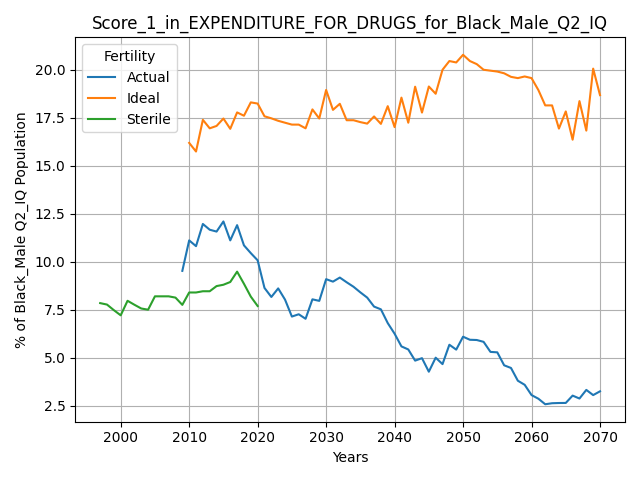 Score_1_in_EXPENDITURE_FOR_DRUGS_for_Black_Male_Q2_IQ
Fertility
Actual
Ideal
Sterile
% of Black_Male Q2_IQ Population
20.0
17.5
15.0
12.5
10.0
7.5
5.0
2.5
2000 2010 2020 2030 2040 2050 2060 2070
Years